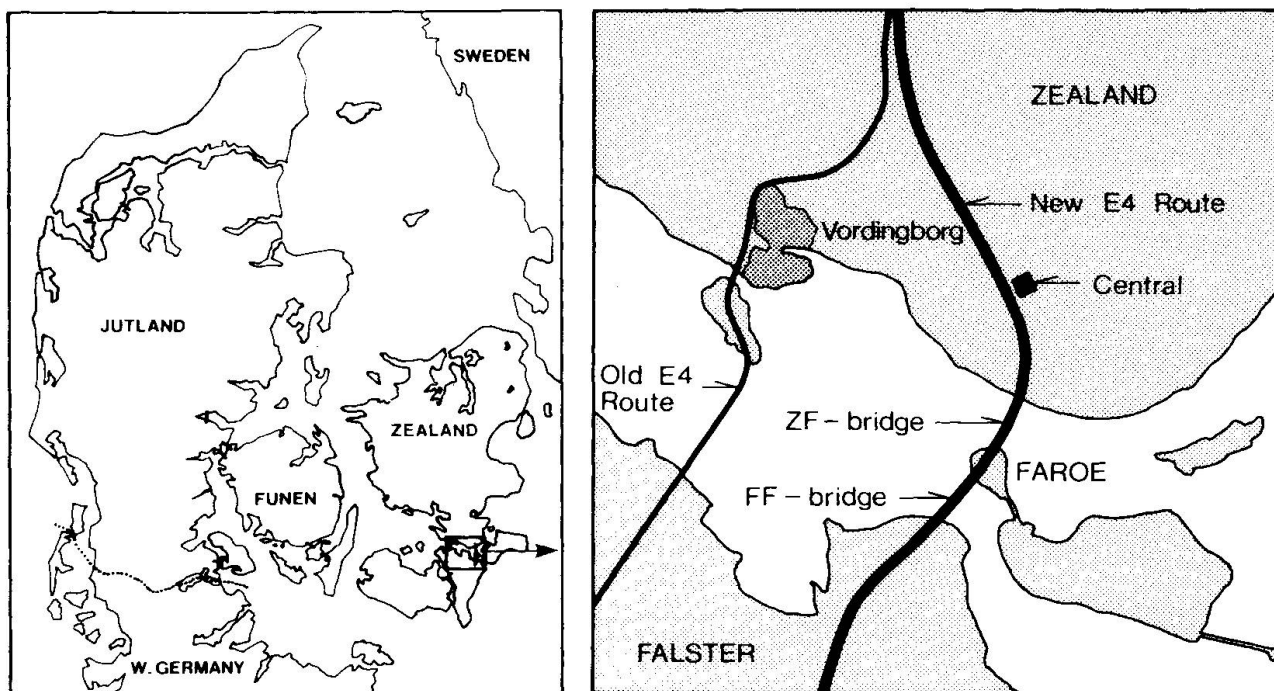 SWEDEN
JUTLAND
ZEALAND
FUNEN
W. GERMANY
ZEALAND
New E4 Route
Vordingborg
Central
Old E4
Route
ZF-bridge
FAROE
FF-bridge
FALSTER